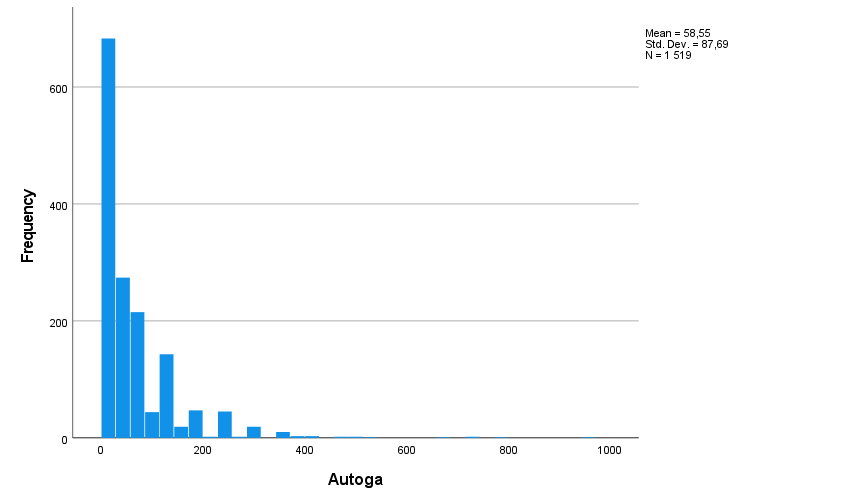 Mean = 58,55
Std. Dev. = 87,69
N = 1 519
Frequency
600
400
200
0
0 200 400 600 800 1000
Autoga